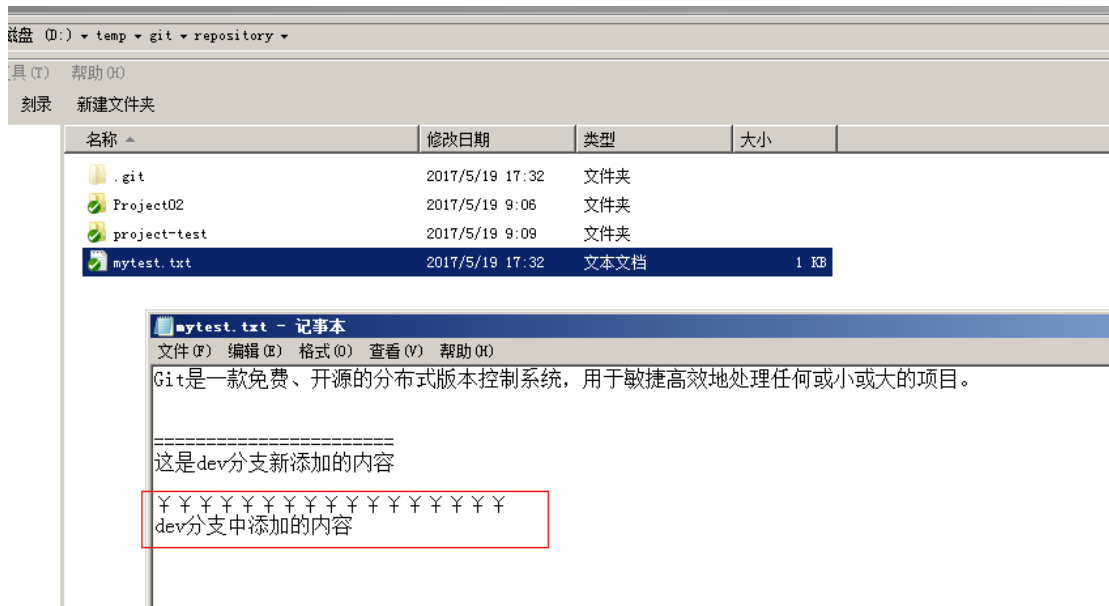 磁盘 (D:) ▾ temp ▾ git ▾ repository ▾
具(T) 帮助(H)
刻录 新建文件夹
名称 修改日期 类型 大小
.git 2017/5/19 17:32 文件夹
Project02 2017/5/19 9:06 文件夹
project-test 2017/5/19 9:09 文件夹
mytest.txt 2017/5/19 17:32 文本文档 1 KB
mytest.txt - 记事本
文件(F) 编辑(E) 格式(O) 查看(V) 帮助(H)
Git是一款免费、开源的分布式版本控制系统，用于敏捷高效地处理任何或小或大的项目。
=======================
这是dev分支新添加的内容
￥￥￥￥￥￥￥￥￥￥￥￥￥￥￥￥￥
dev分支中添加的内容